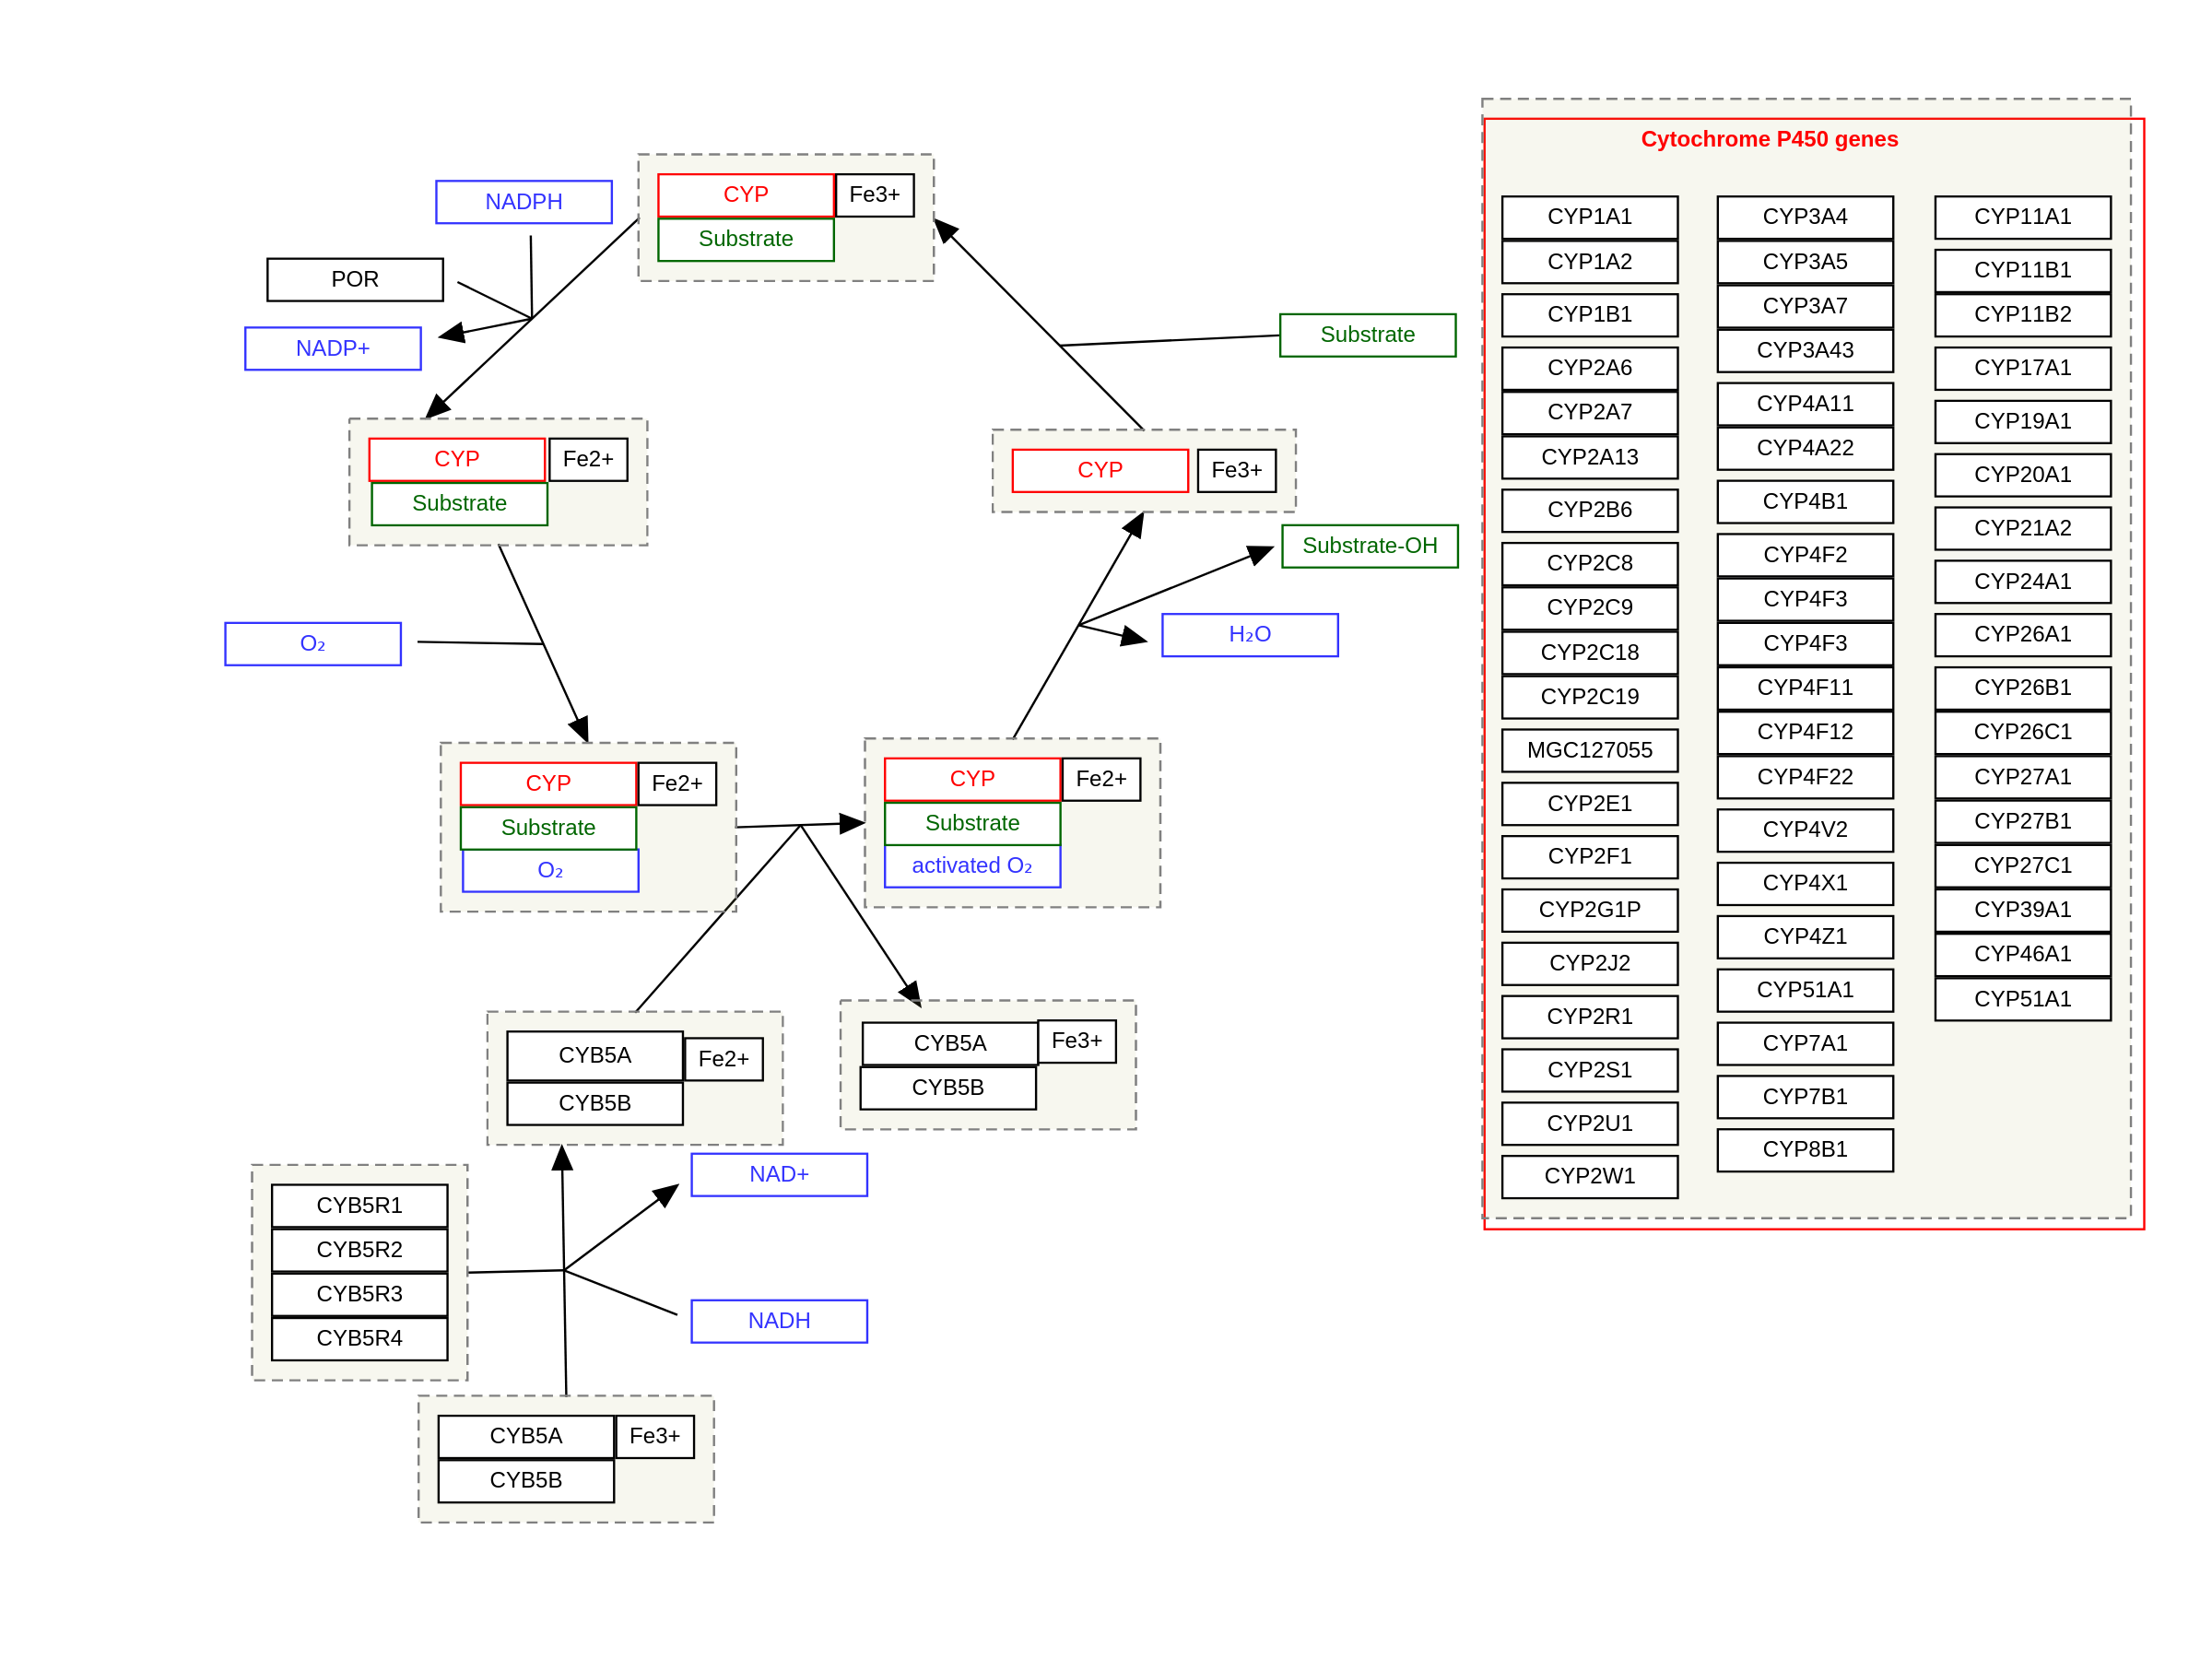 NADPH
POR
NADP+
CYP Fe3+
Substrate
Substrate
CYP Fe2+
Substrate
CYP Fe3+
Substrate-OH
H₂O
O₂
CYP Fe2+
Substrate
O₂
CYP Fe2+
Substrate
activated O₂
CYB5A Fe2+
CYB5B
CYB5A Fe3+
CYB5B
NAD+
CYB5R1
CYB5R2
CYB5R3
CYB5R4
NADH
CYB5A Fe3+
CYB5B
Cytochrome P450 genes
CYP1A1
CYP1A2
CYP1B1
CYP2A6
CYP2A7
CYP2A13
CYP2B6
CYP2C8
CYP2C9
CYP2C18
CYP2C19
MGC127055
CYP2E1
CYP2F1
CYP2G1P
CYP2J2
CYP2R1
CYP2S1
CYP2U1
CYP2W1
CYP3A4
CYP3A5
CYP3A7
CYP3A43
CYP4A11
CYP4A22
CYP4B1
CYP4F2
CYP4F3
CYP4F3
CYP4F11
CYP4F12
CYP4F22
CYP4V2
CYP4X1
CYP4Z1
CYP51A1
CYP7A1
CYP7B1
CYP8B1
CYP11A1
CYP11B1
CYP11B2
CYP17A1
CYP19A1
CYP20A1
CYP21A2
CYP24A1
CYP26A1
CYP26B1
CYP26C1
CYP27A1
CYP27B1
CYP27C1
CYP39A1
CYP46A1
CYP51A1